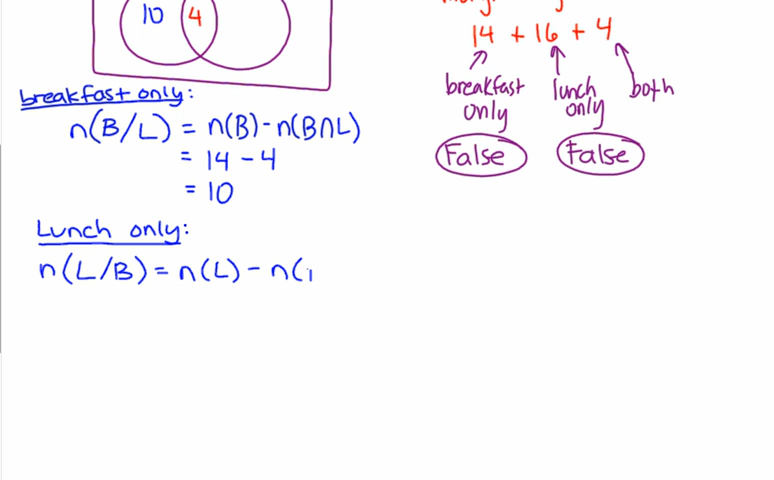 10 4
breakfast only:
n(B/L) = n(B)-n(B∩L)
= 14 - 4
= 10
Lunch only:
n(L/B) = n(L) - n(
14 + 16 + 4
breakfast only
lunch only
both
False
False